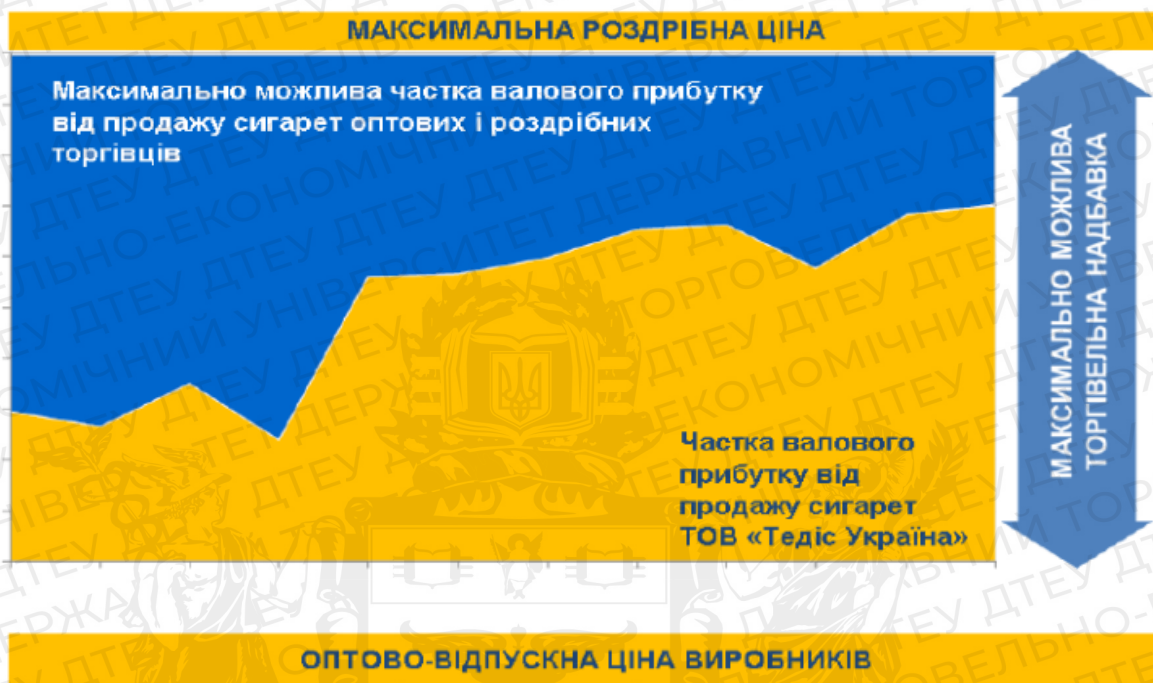 МАКСИМАЛЬНА РОЗДРІБНА ЦІНА
Максимально можлива частка валового прибутку
від продажу сигарет оптових і роздрібних
торгівців
МАКСИМАЛЬНО МОЖЛИВА
ТОРГІВЕЛЬНА НАДБАВКА
Частка валового
прибутку від
продажу сигарет
ТОВ «Тедіс Україна»
ОПТОВО-ВІДПУСКНА ЦІНА ВИРОБНИКІВ